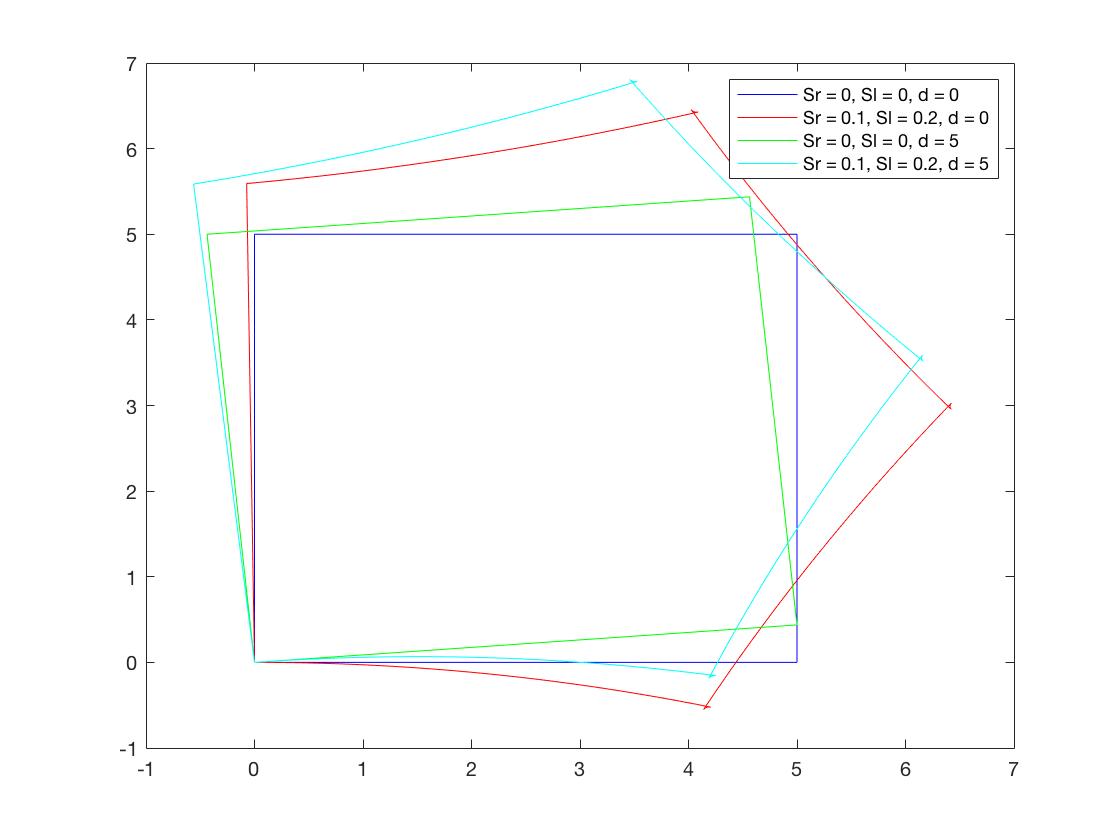 7
6
5
4
3
2
1
0
-1
-1 0 1 2 3 4 5 6 7
Sr = 0, Sl = 0, d = 0
Sr = 0.1, Sl = 0.2, d = 0
Sr = 0, Sl = 0, d = 5
Sr = 0.1, Sl = 0.2, d = 5